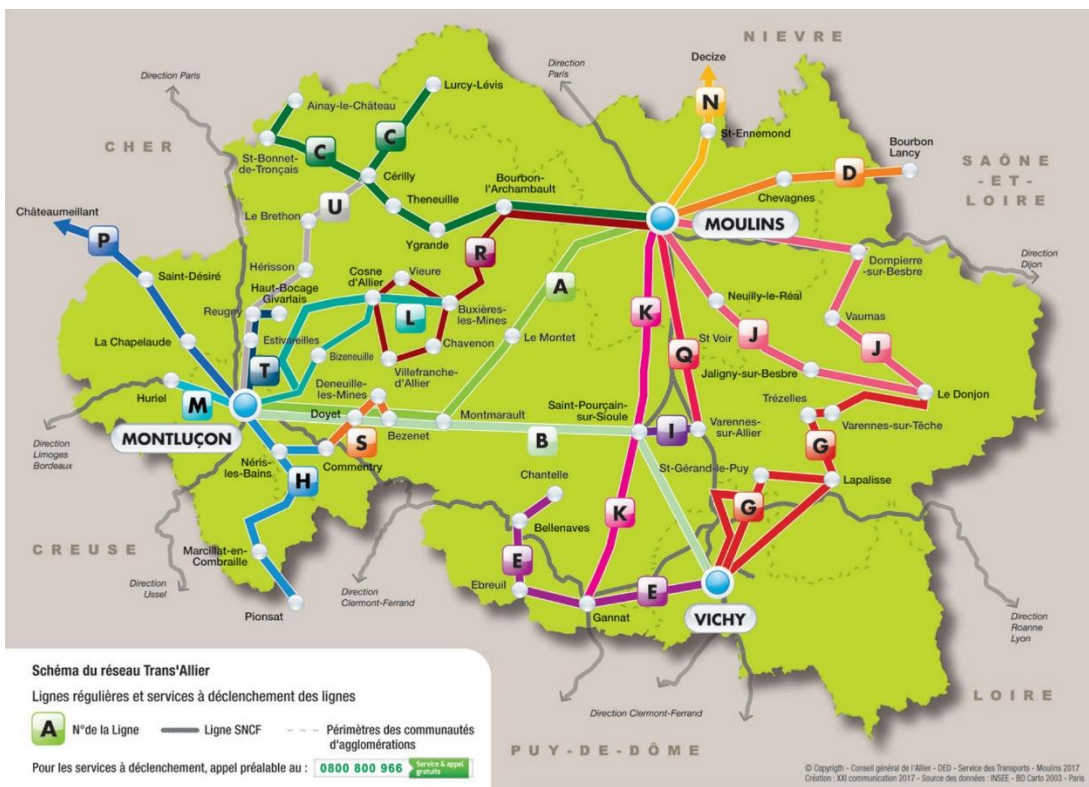 NIEVRE
Decize
Direction Paris
Direction
Paris
Lurcy-Lévis
Ainay-le-Château
N
St-Ennemond
CHER
C
C
St-Bonnet-
de-Tronçais
Cérilly
Bourbon-
l'Archambault
Bourbon
Lancy
D
SAÔNE
-ET-
LOIRE
Chevagnes
Theneuille
U
Le Brethon
Châteaumeillant
P
MOULINS
Ygrande
R
Direction
Dijon
Dompierre
-sur-Besbre
Saint-Désiré
Hérisson
Haut-Bocage
Givarlais
Cosne
d'Allier
Vieure
A
K
Neuilly-le-Réal
Reugny
L
Buxières-
les-Mines
Vaumas
La Chapelaude
Estivareilles
Bizeneuille
Chavenon
Le Montet
Q
St Voir
J
J
T
Villefranche-
d'Allier
Jaligny-sur-Besbre
Huriel
M
Deneuille-
les-Mines
Le Donjon
MONTLUÇON
Doyet
Bezenet
Montmarault
Saint-Pourçain-
sur-Sioule
Trézelles
S
B
I
Varennes-
sur-Allier
Varennes-sur-Tèche
Direction
Limoges
Bordeaux
Néris-
les-Bains
Commentry
G
Chantelle
St-Gérand-le-Puy
Lapalisse
H
K
G
Bellenaves
CREUSE
Marcillat-en-
Combraille
E
Ebreuil
E
Direction
Ussel
Direction
Clermont-Ferrand
Pionsat
Gannat
VICHY
Direction
Roanne
Lyon
Schéma du réseau Trans'Allier
Lignes régulières et services à déclenchement des lignes
A
N°de la Ligne
Ligne SNCF
Périmètres des communautés
d'agglomérations
Pour les services à déclenchement, appel préalable au :
0800 800 966
Service & appel
gratuits
Direction Clermont-Ferrand
LOIRE
PUY-DE-DÔME
© Copyrigth - Conseil général de l'Allier - DED - Service des Transports - Moulins 2017
Création : XXI communication 2017 - Source des données : INSEE - BD Carto 2003 - Paris